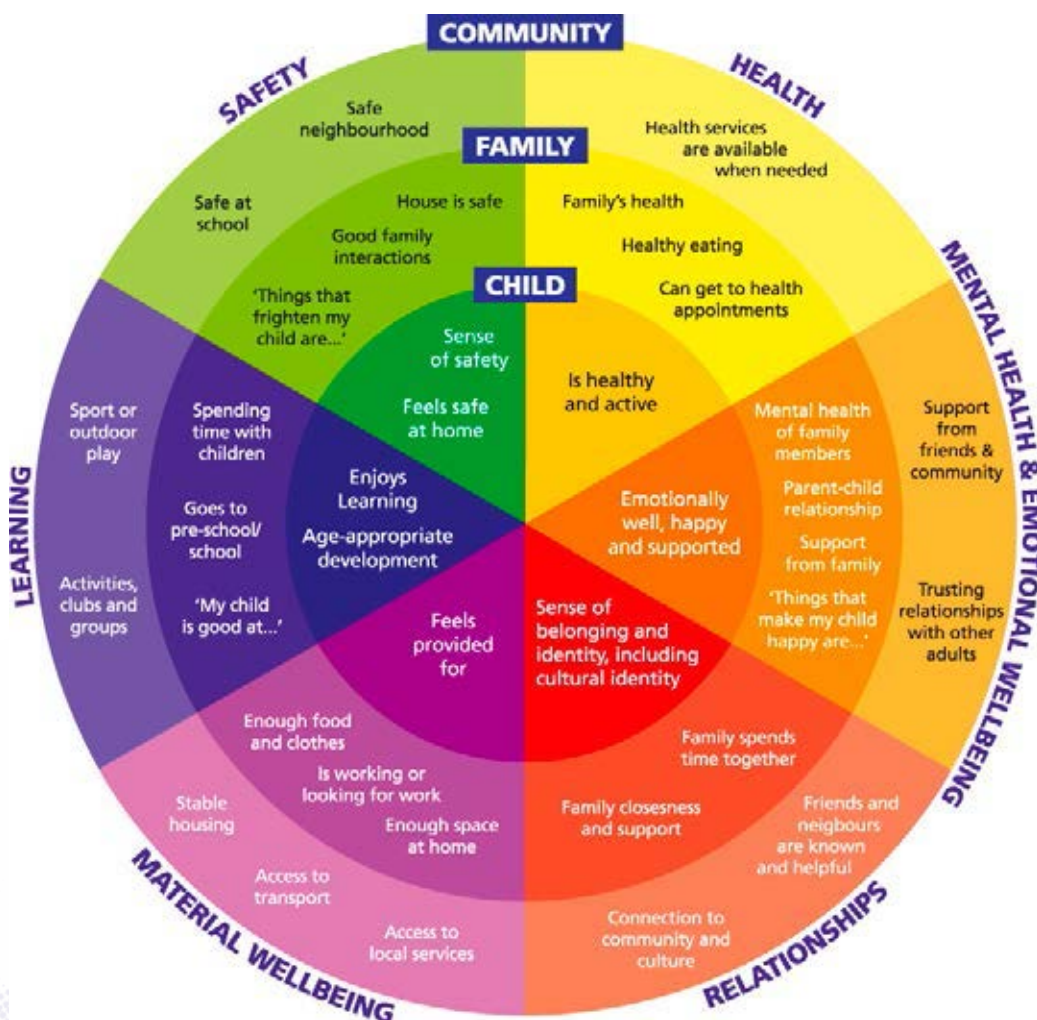 COMMUNITY
SAFETY
Safe
neighbourhood
Safe at
school
FAMILY
House is safe
Good family
interactions
'Things that
frighten my
child are...'
CHILD
Sense
of safety
Feels safe
at home
HEALTH
Health services
are available
when needed
Family's health
Healthy eating
Can get to health
appointments
Is healthy
and active
MENTAL HEALTH & EMOTIONAL WELLBEING
Support
from
friends &
community
Trusting
relationships
with other
adults
Mental health
of family
members
Parent-child
relationship
Support
from family
'Things that
make my child
happy are...'
Emotionally
well, happy
and supported
RELATIONSHIPS
Sense of
belonging and
identity, including
cultural identity
Family spends
time together
Family closesness
and support
Friends and
neigbours
are known
and helpful
Connection to
community and
culture
MATERIAL WELLBEING
Feels
provided
for
Enough food
and clothes
Is working or
looking for work
Enough space
at home
Stable
housing
Access to
transport
Access to
local services
LEARNING
Sport or
outdoor
play
Activities,
clubs and
groups
Spending
time with
children
Goes to
pre-school/
school
'My child
is good at...'
Enjoys
Learning
Age-appropriate
development